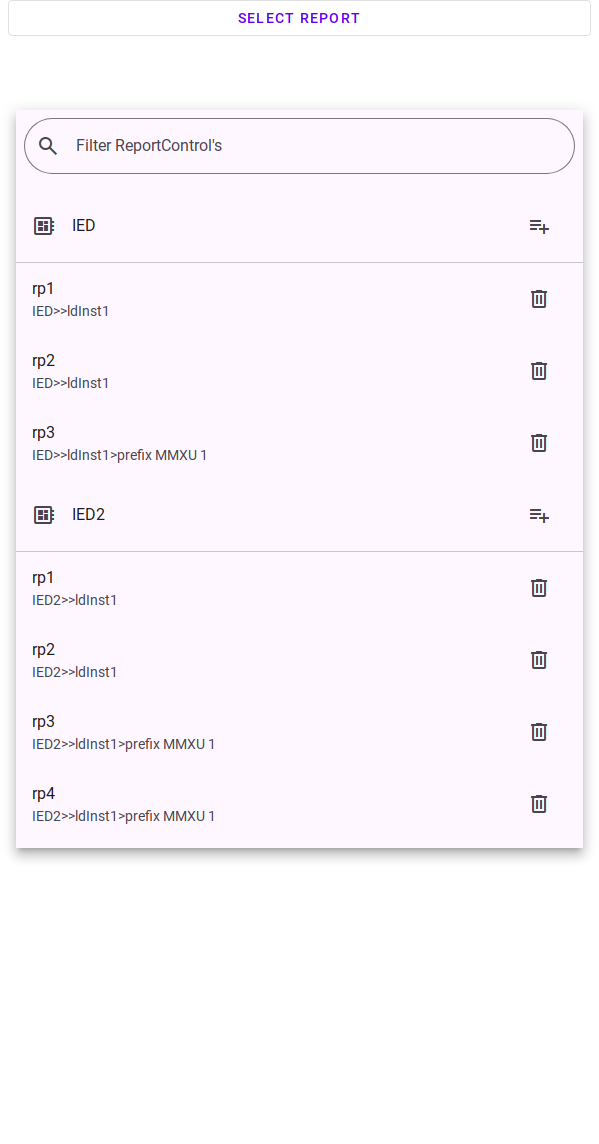 SELECT REPORT
Filter ReportControl's
IED
rp1
IED>>ldInst1
rp2
IED>>ldInst1
rp3
IED>>ldInst1>prefix MMXU 1
IED2
rp1
IED2>>ldInst1
rp2
IED2>>ldInst1
rp3
IED2>>ldInst1>prefix MMXU 1
rp4
IED2>>ldInst1>prefix MMXU 1